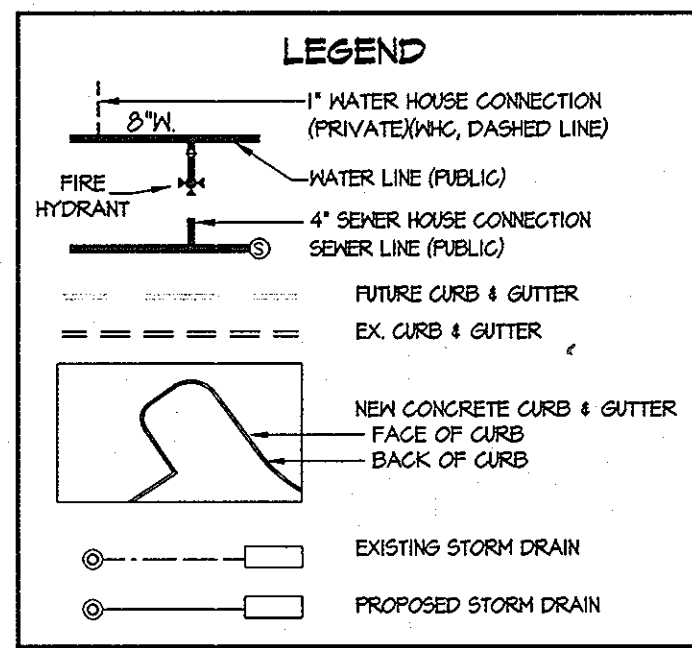 LEGEND
1" WATER HOUSE CONNECTION
(PRIVATE)(WHC, DASHED LINE)
8"W.
WATER LINE (PUBLIC)
FIRE
HYDRANT
4" SEWER HOUSE CONNECTION
SEWER LINE (PUBLIC)
S
FUTURE CURB & GUTTER
EX. CURB & GUTTER
NEW CONCRETE CURB & GUTTER
FACE OF CURB
BACK OF CURB
EXISTING STORM DRAIN
PROPOSED STORM DRAIN